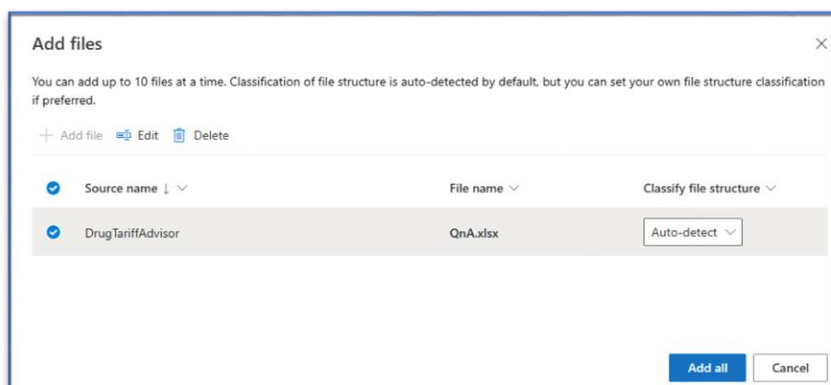 Add files
You can add up to 10 files at a time. Classification of file structure is auto-detected by default, but you can set your own file structure classification
if preferred.
Add file Edit Delete
Source name File name Classify file structure
DrugTariffAdvisor QnA.xlsx Auto-detect
Add all Cancel